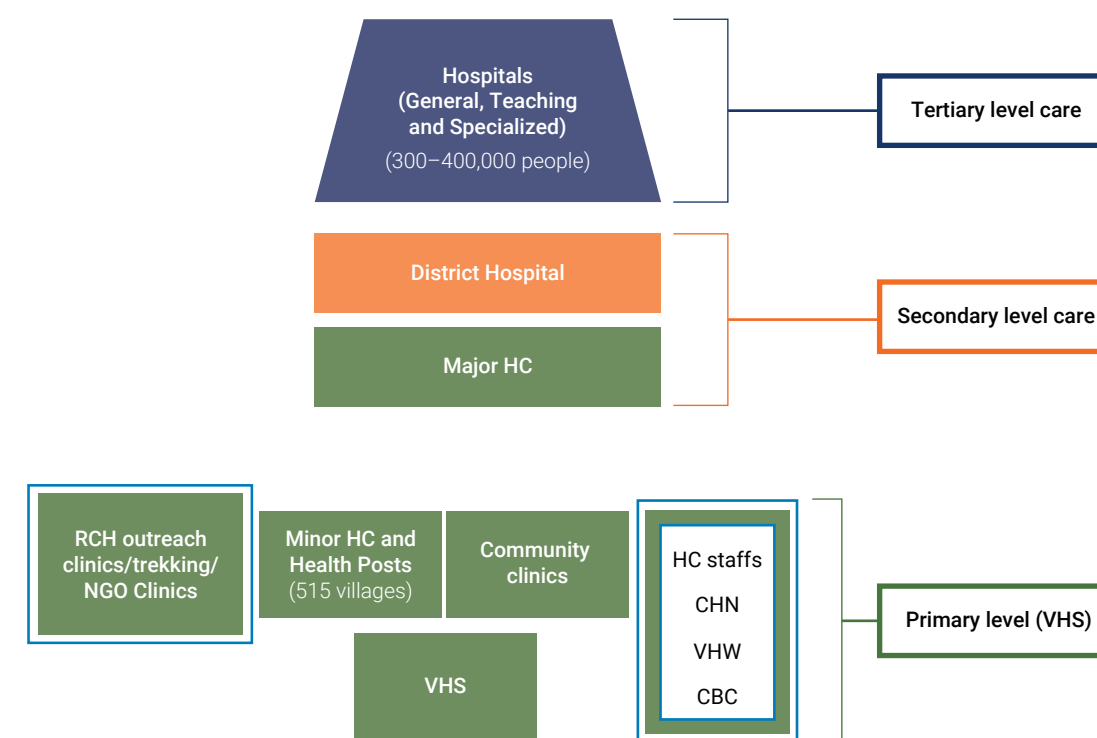 Hospitals
(General, Teaching
and Specialized)
(300–400,000 people)
Tertiary level care
District Hospital
Secondary level care
Major HC
RCH outreach
clinics/trekking/
NGO Clinics
Minor HC and
Health Posts
(515 villages)
Community
clinics
HC staffs
CHN
VHW
CBC
Primary level (VHS)
VHS